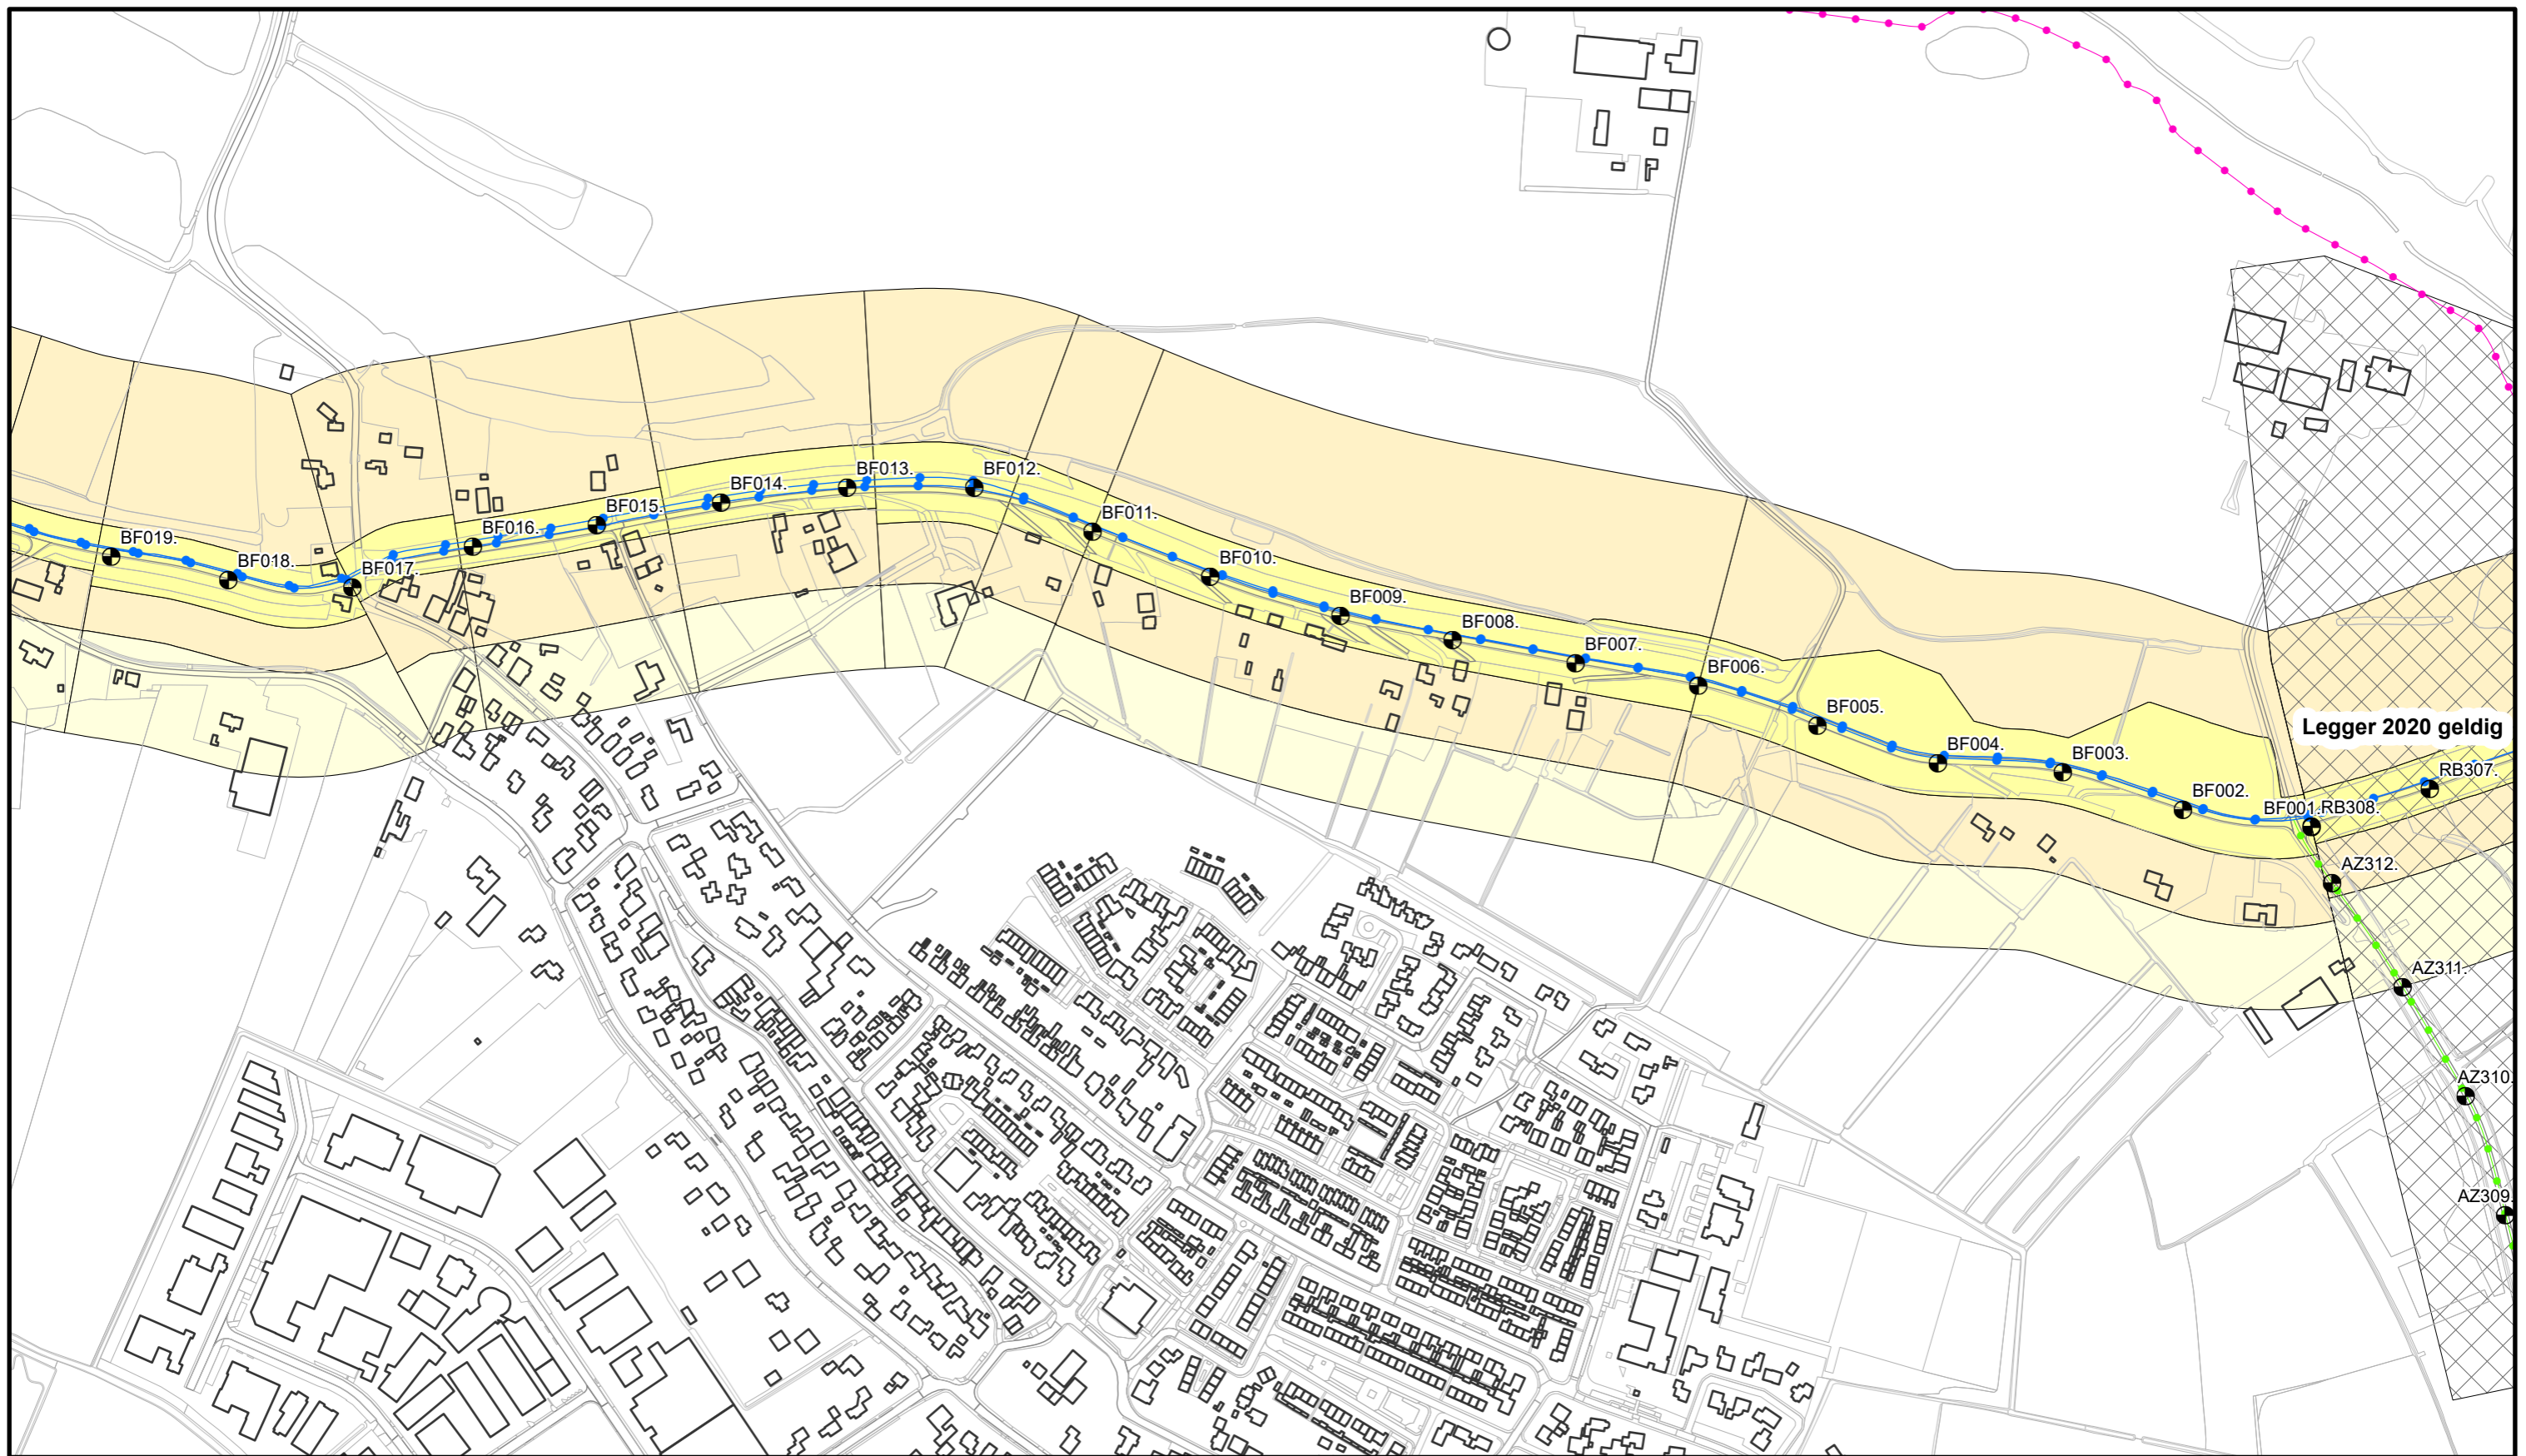 BF012.
BF013.
BF014.
BF015.
BF016.
BF019.
BF018.
BF017.
BF011.
BF010.
BF009.
BF008.
BF007.
BF006.
BF005.
BF004.
BF003.
BF002.
BF001.
RB308.
Legger 2020 geldig
RB307.
AZ312.
AZ311.
AZ310.
AZ309.